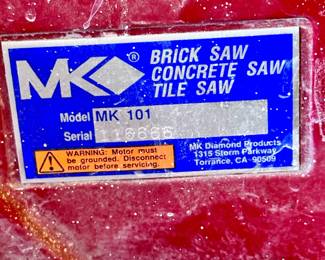 MK®
BRICK SAW
CONCRETE SAW
TILE SAW
Model MK 101
Serial
WARNING: Motor must
be grounded. Disconnect
motor before servicing.
MK Diamond Products
1315 Storm Parkway
Torrance, CA 90509